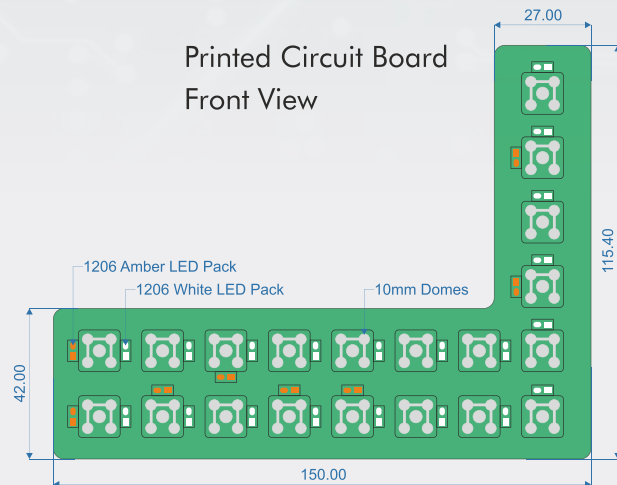 27.00
Printed Circuit Board
Front View
115.40
1206 Amber LED Pack
1206 White LED Pack
10mm Domes
42.00
150.00